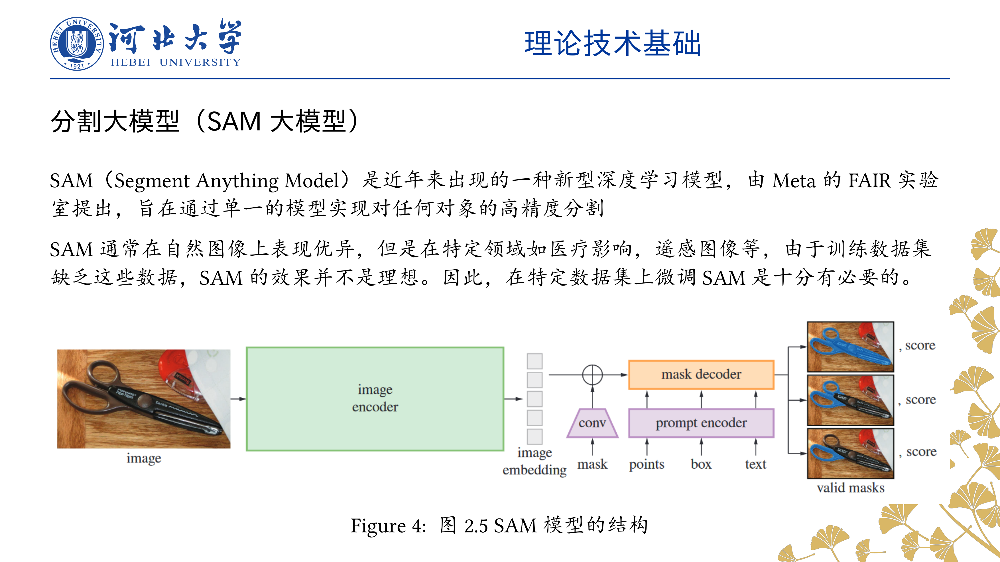 HEBEI UNIVERSITY
1921
河北大学
HEBEI UNIVERSITY
理论技术基础
分割大模型（SAM 大模型）
SAM（Segment Anything Model）是近年来出现的一种新型深度学习模型，由 Meta 的 FAIR 实验
室提出，旨在通过单一的模型实现对任何对象的高精度分割
SAM 通常在自然图像上表现优异，但是在特定领域如医疗影响，遥感图像等，由于训练数据集
缺乏这些数据，SAM 的效果并不是理想。因此，在特定数据集上微调 SAM 是十分有必要的。
Scotch
FISKARS
Paper Edgers
Deckle
image
image
encoder
image
embedding
conv
mask
mask decoder
prompt encoder
points
box
text
, score
, score
, score
valid masks
Figure 4: 图 2.5 SAM 模型的结构